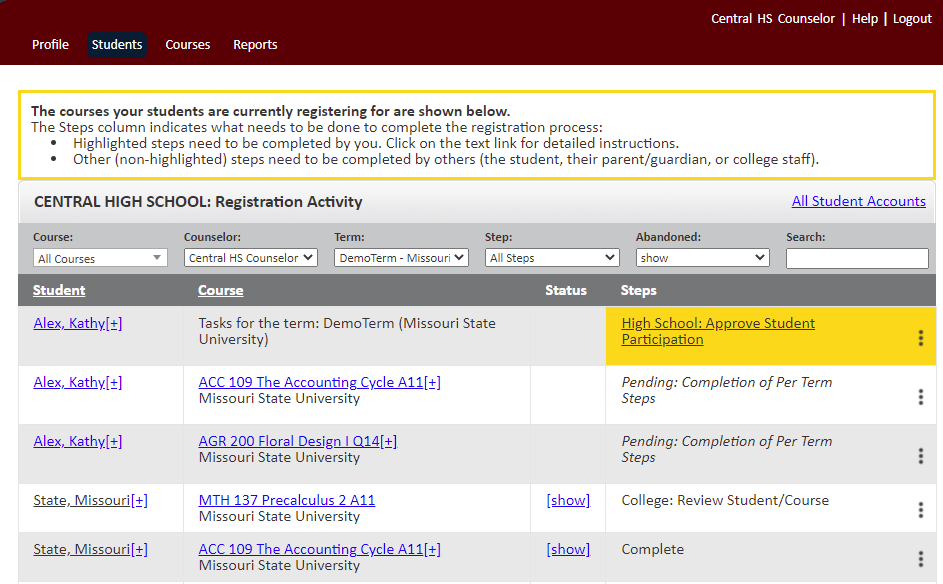 Central HS Counselor | Help | Logout
Profile Students Courses Reports
The courses your students are currently registering for are shown below.
The Steps column indicates what needs to be done to complete the registration process:
• Highlighted steps need to be completed by you. Click on the text link for detailed instructions.
• Other (non-highlighted) steps need to be completed by others (the student, their parent/guardian, or college staff).
CENTRAL HIGH SCHOOL: Registration Activity All Student Accounts
Course: Counselor: Term: Step: Abandoned: Search:
All Courses Central HS Counselor DemoTerm - Missouri All Steps show
Student Course Status Steps
Alex, Kathy[+] Tasks for the term: DemoTerm (Missouri State High School: Approve Student
University) Participation
Alex, Kathy[+] ACC 109 The Accounting Cycle A11[+] Pending: Completion of Per Term
Missouri State University Steps
Alex, Kathy[+] AGR 200 Floral Design I Q14[+] Pending: Completion of Per Term
Missouri State University Steps
State, Missouri[+] MTH 137 Precalculus 2 A11 [show] College: Review Student/Course
Missouri State University
State, Missouri[+] ACC 109 The Accounting Cycle A11[+] [show] Complete
Missouri State University